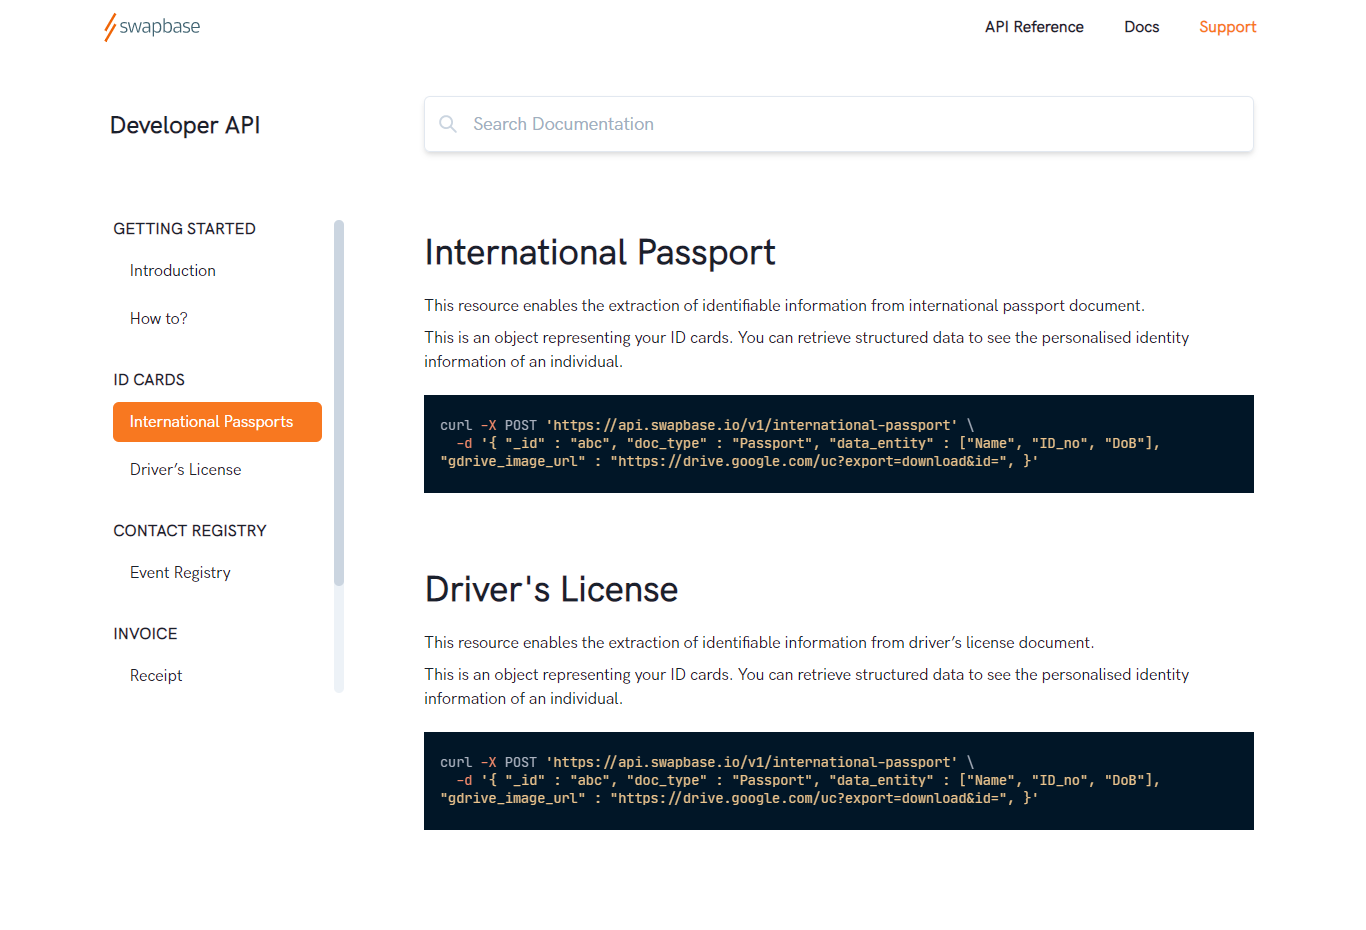 swapbase
API Reference
Docs
Support
Developer API
Search Documentation
GETTING STARTED
Introduction
How to?
ID CARDS
International Passports
Driver’s License
CONTACT REGISTRY
Event Registry
INVOICE
Receipt
International Passport
This resource enables the extraction of identifiable information from international passport document.
This is an object representing your ID cards. You can retrieve structured data to see the personalised identity
information of an individual.
curl -X POST 'https://api.swapbase.io/v1/international-passport' \
-d '{ "_id" : "abc", "doc_type" : "Passport", "data_entity" : ["Name", "ID_no", "DoB"],
"gdrive_image_url" : "https://drive.google.com/uc?export=download&id=", }'
Driver's License
This resource enables the extraction of identifiable information from driver’s license document.
This is an object representing your ID cards. You can retrieve structured data to see the personalised identity
information of an individual.
curl -X POST 'https://api.swapbase.io/v1/international-passport' \
-d '{ "_id" : "abc", "doc_type" : "Passport", "data_entity" : ["Name", "ID_no", "DoB"],
"gdrive_image_url" : "https://drive.google.com/uc?export=download&id=", }'